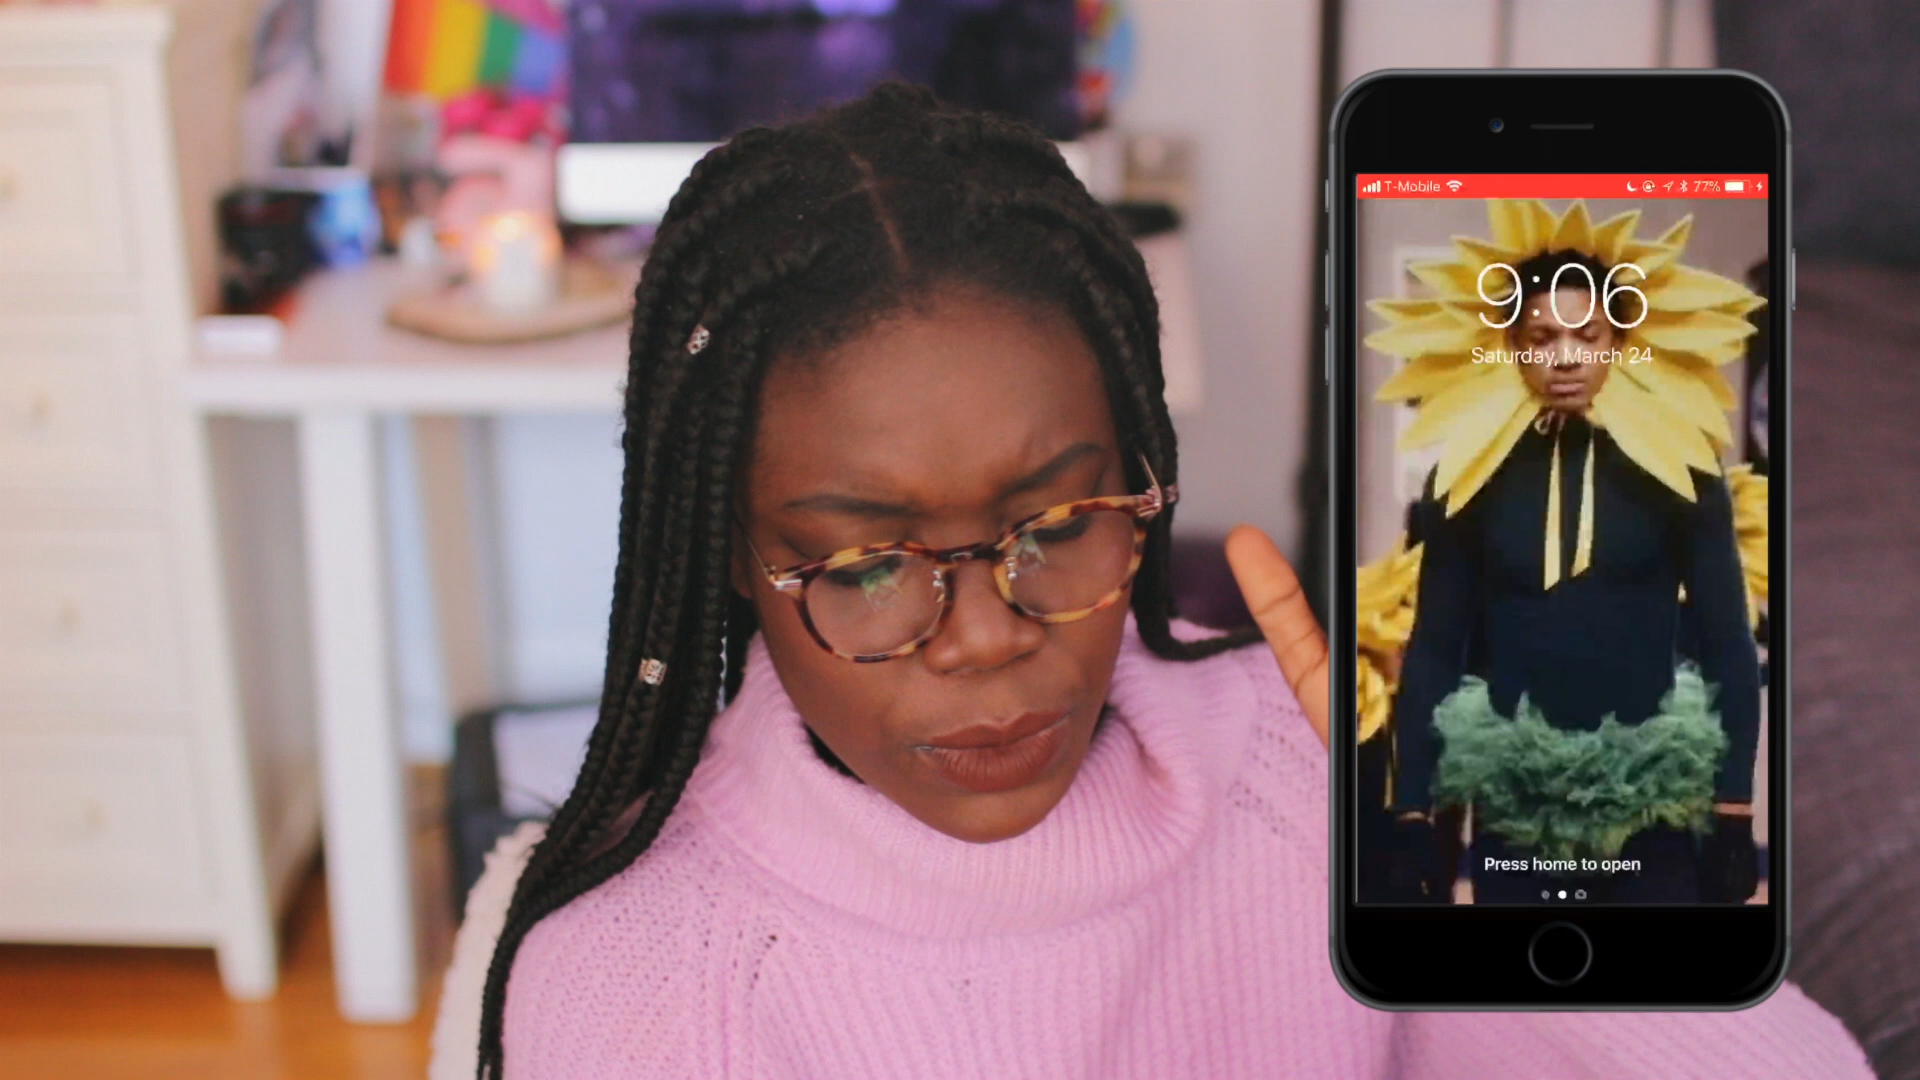 T-Mobile 77%
9:06
Saturday, March 24
Press home to open